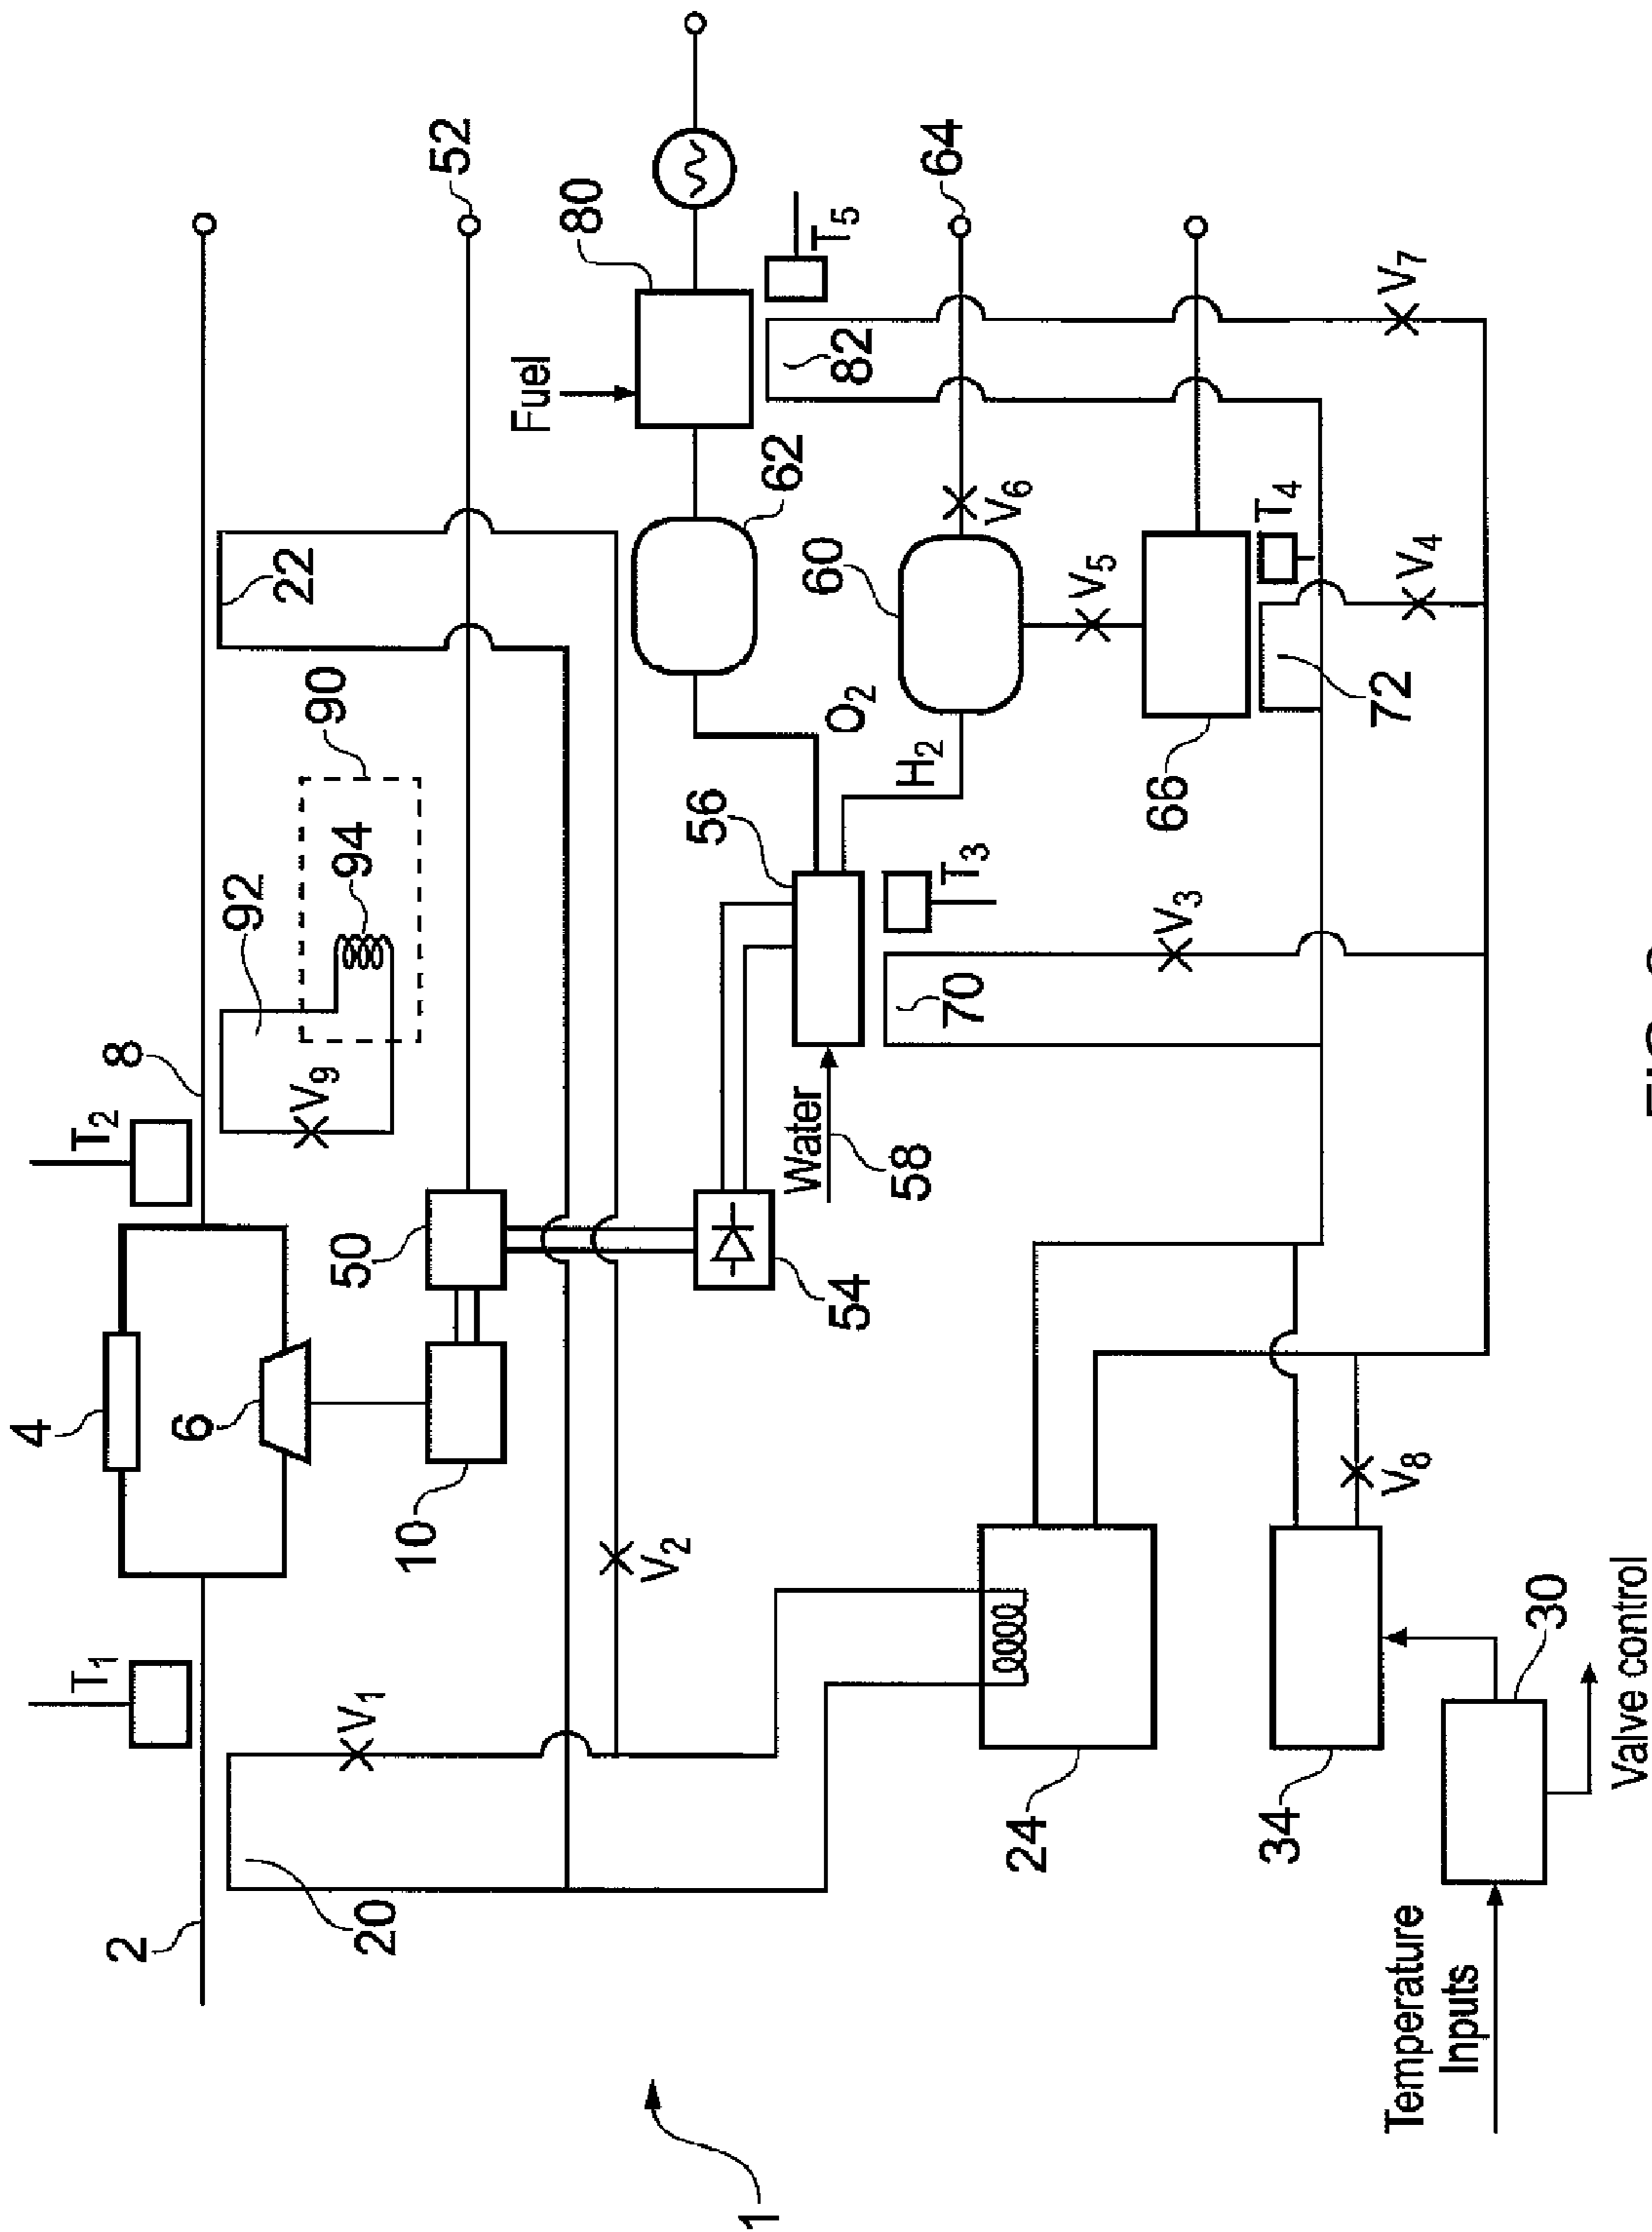 4
T1
T2
2
8
6
92
22
V9
90
94
50
V1
20
10
52
Fuel
80
V2
56
1
62
Water
60
T5
54
O2
82
58
H2
64
70
T3
V6
24
V5
66
V3
T4
34
72
V7
V8
V4
Temperature
Inputs
30
Valve control